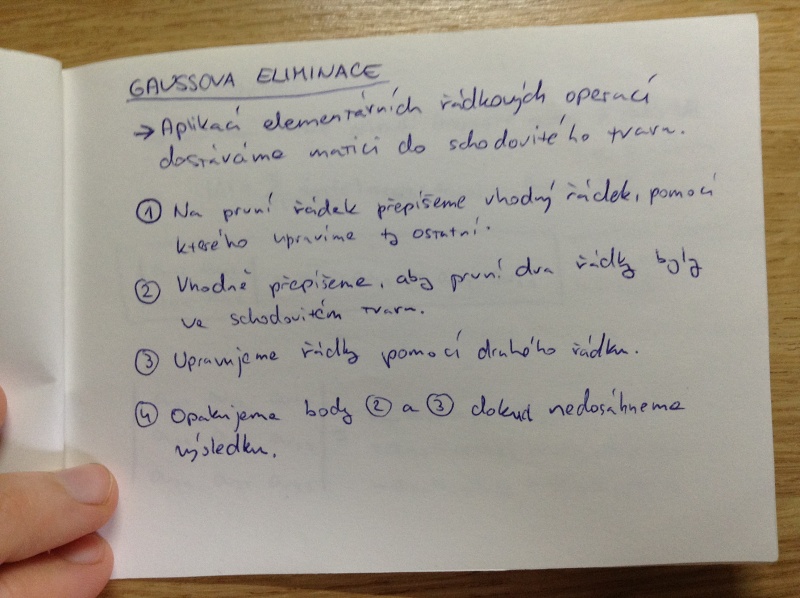 GAUSSOVA ELIMINACE
→ Aplikací elementárních řádkových operací
dostáváme matici do schodovitého tvaru.
① Na první řádek přepíšeme vhodný řádek, pomocí
kterého upravíme ty ostatní.
② Vhodně přepíšeme, aby první dva řádky byly
ve schodovitém tvaru.
③ Upravujeme řádky pomocí druhého řádku.
④ Opakujeme body ② a ③ dokud nedosáhneme
výsledku.